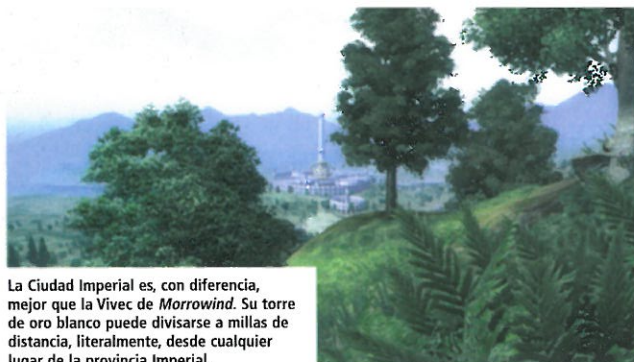 La Ciudad Imperial es, con diferencia,
mejor que la Vivec de Morrowind. Su torre
de oro blanco puede divisarse a millas de
distancia, literalmente, desde cualquier
lugar de la provincia Imperial.